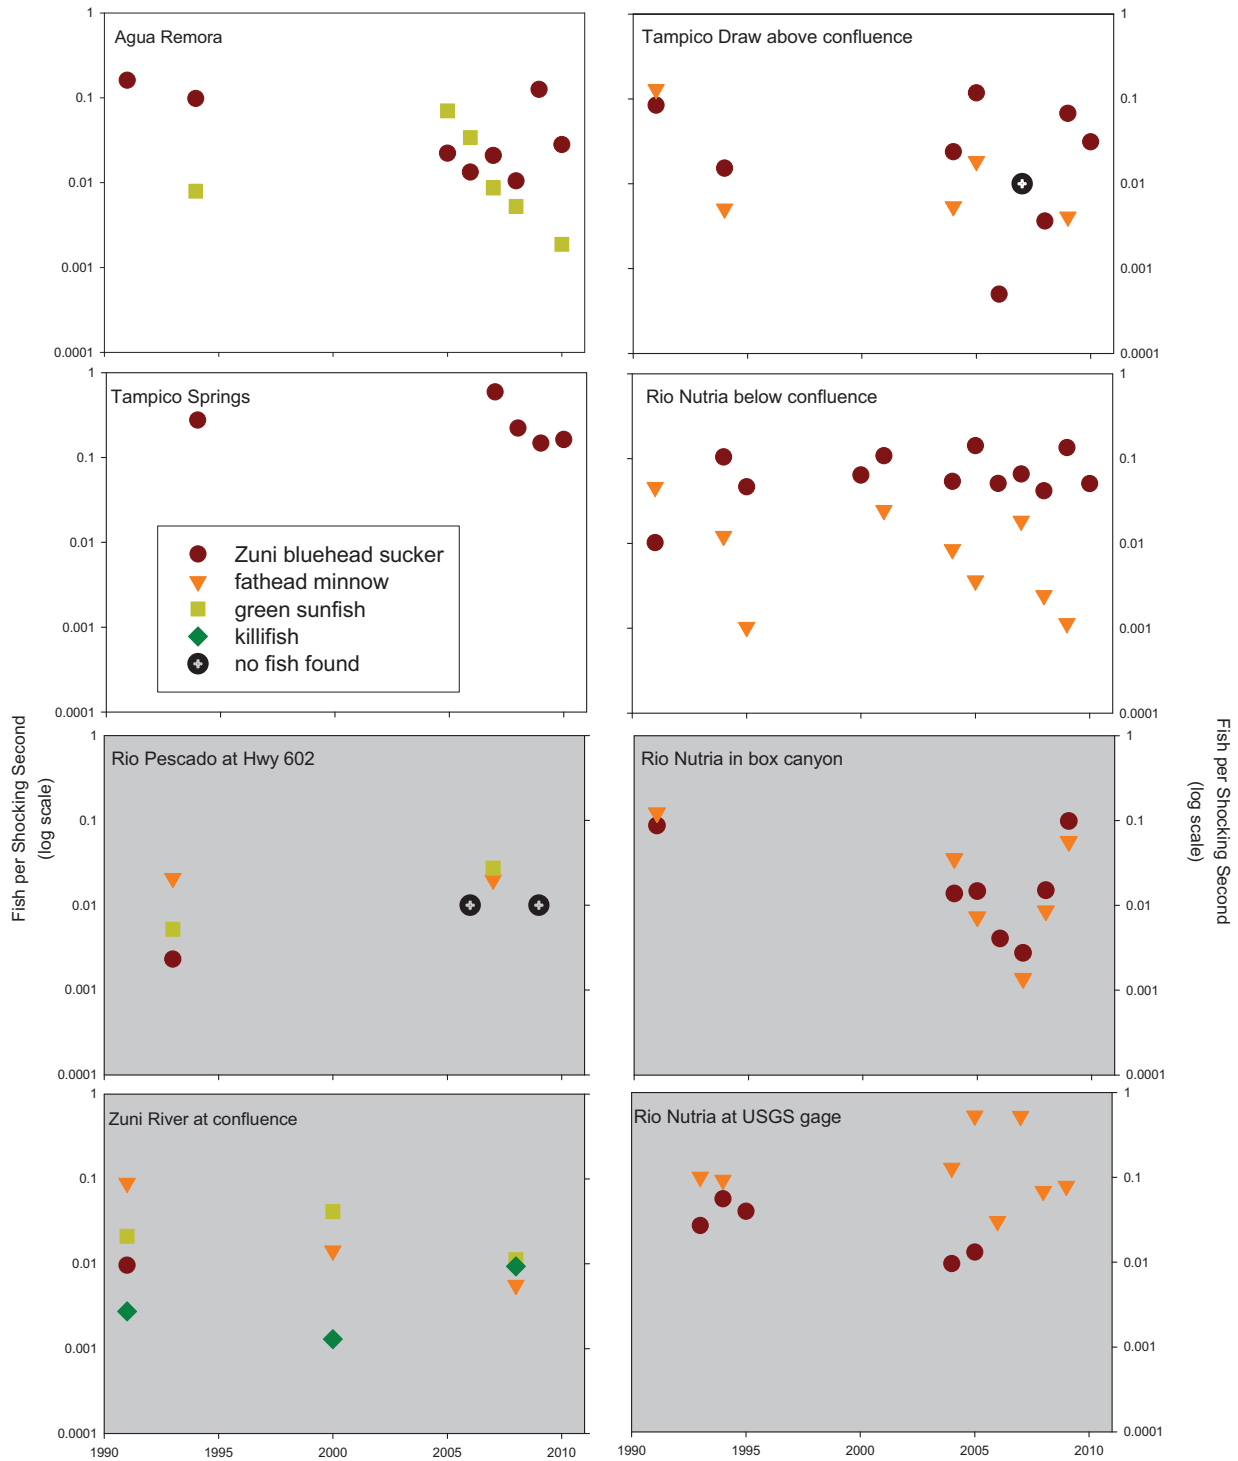 Agua Remora
1
0.1
0.01
0.001
0.0001
Tampico Draw above confluence
1
0.1
0.01
0.001
0.0001
Tampico Springs
1
0.1
0.01
0.001
0.0001
Zuni bluehead sucker
fathead minnow
green sunfish
killifish
no fish found
Rio Nutria below confluence
1
0.1
0.01
0.001
0.0001
Fish per Shocking Second
(log scale)
Rio Pescado at Hwy 602
1
0.1
0.01
0.001
0.0001
Rio Nutria in box canyon
1
0.1
0.01
0.001
0.0001
Fish per Shocking Second
(log scale)
Zuni River at confluence
1
0.1
0.01
0.001
0.0001
1990 1995 2000 2005 2010
Rio Nutria at USGS gage
1
0.1
0.01
0.001
0.0001
1990 1995 2000 2005 2010